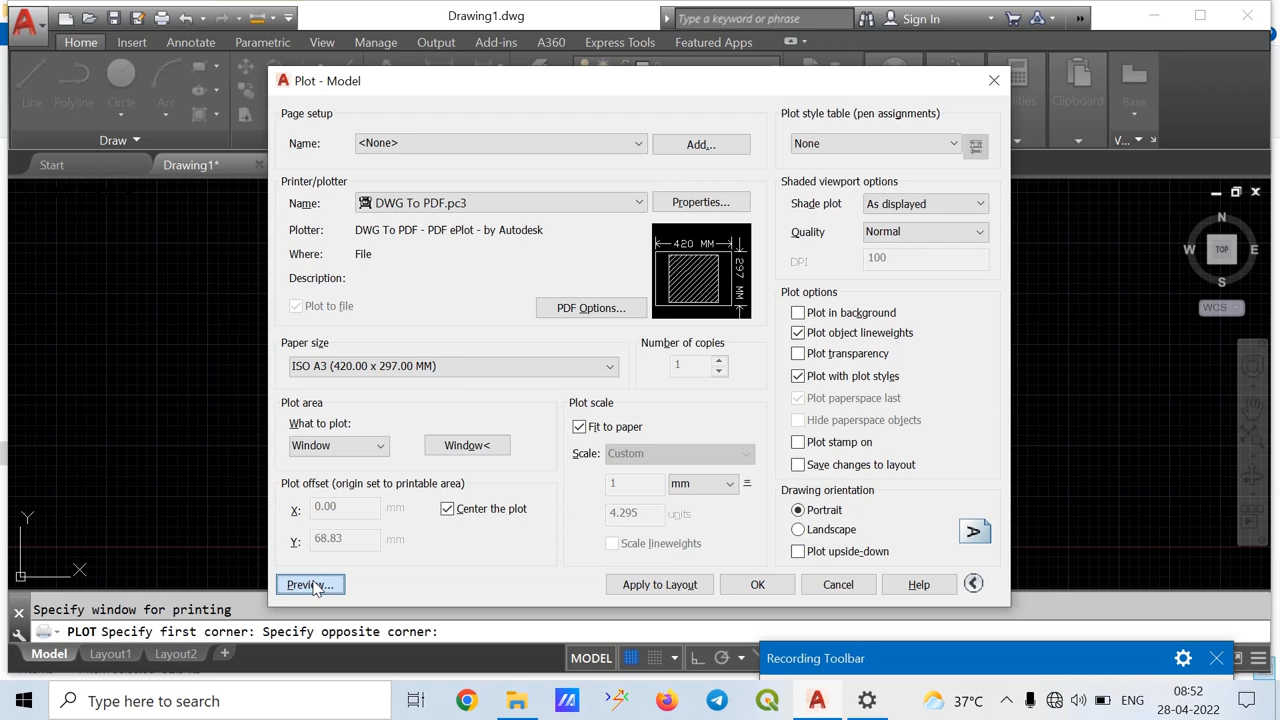 Drawing1.dwg
Type a keyword or phrase
Sign In
Home Insert Annotate Parametric View Manage Output Add-ins A360 Express Tools Featured Apps
Line Polyline Circle Arc
Clipboard Base
Draw
V...
Start Drawing1*
Plot - Model
Page setup
Name: <None> Add...
Printer/plotter
Name: DWG To PDF.pc3 Properties...
Plotter: DWG To PDF - PDF ePlot - by Autodesk
Where: File
Description:
Plot to file
PDF Options...
420 MM
297 MM
Paper size
ISO A3 (420.00 x 297.00 MM)
Number of copies
1
Plot area
What to plot:
Window Window<
Plot scale
Fit to paper
Scale: Custom
1 mm =
4.295 units
Scale lineweights
Plot offset (origin set to printable area)
X: 0.00 mm Center the plot
Y: 68.83 mm
Plot style table (pen assignments)
None
Shaded viewport options
Shade plot As displayed
Quality Normal
DPI 100
Plot options
Plot in background
Plot object lineweights
Plot transparency
Plot with plot styles
Plot paperspace last
Hide paperspace objects
Plot stamp on
Save changes to layout
Drawing orientation
Portrait
Landscape
A
Plot upside-down
Preview... Apply to Layout OK Cancel Help
N
W TOP E
S
WCS
Y
X
Specify window for printing
PLOT Specify first corner: Specify opposite corner:
Model Layout1 Layout2 + MODEL
Recording Toolbar
Type here to search
37°C ENG
08:52
28-04-2022